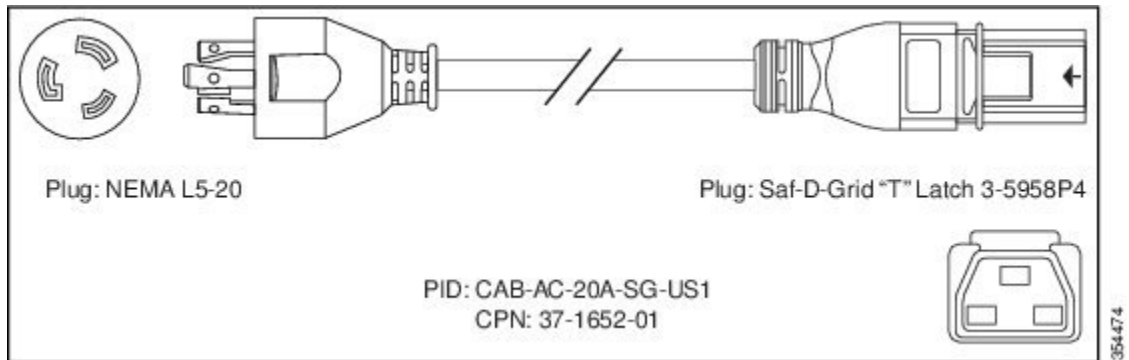 Plug: NEMA L5-20
Plug: Saf-D-Grid “T” Latch 3-5958P4
PID: CAB-AC-20A-SG-US1
CPN: 37-1652-01
354474